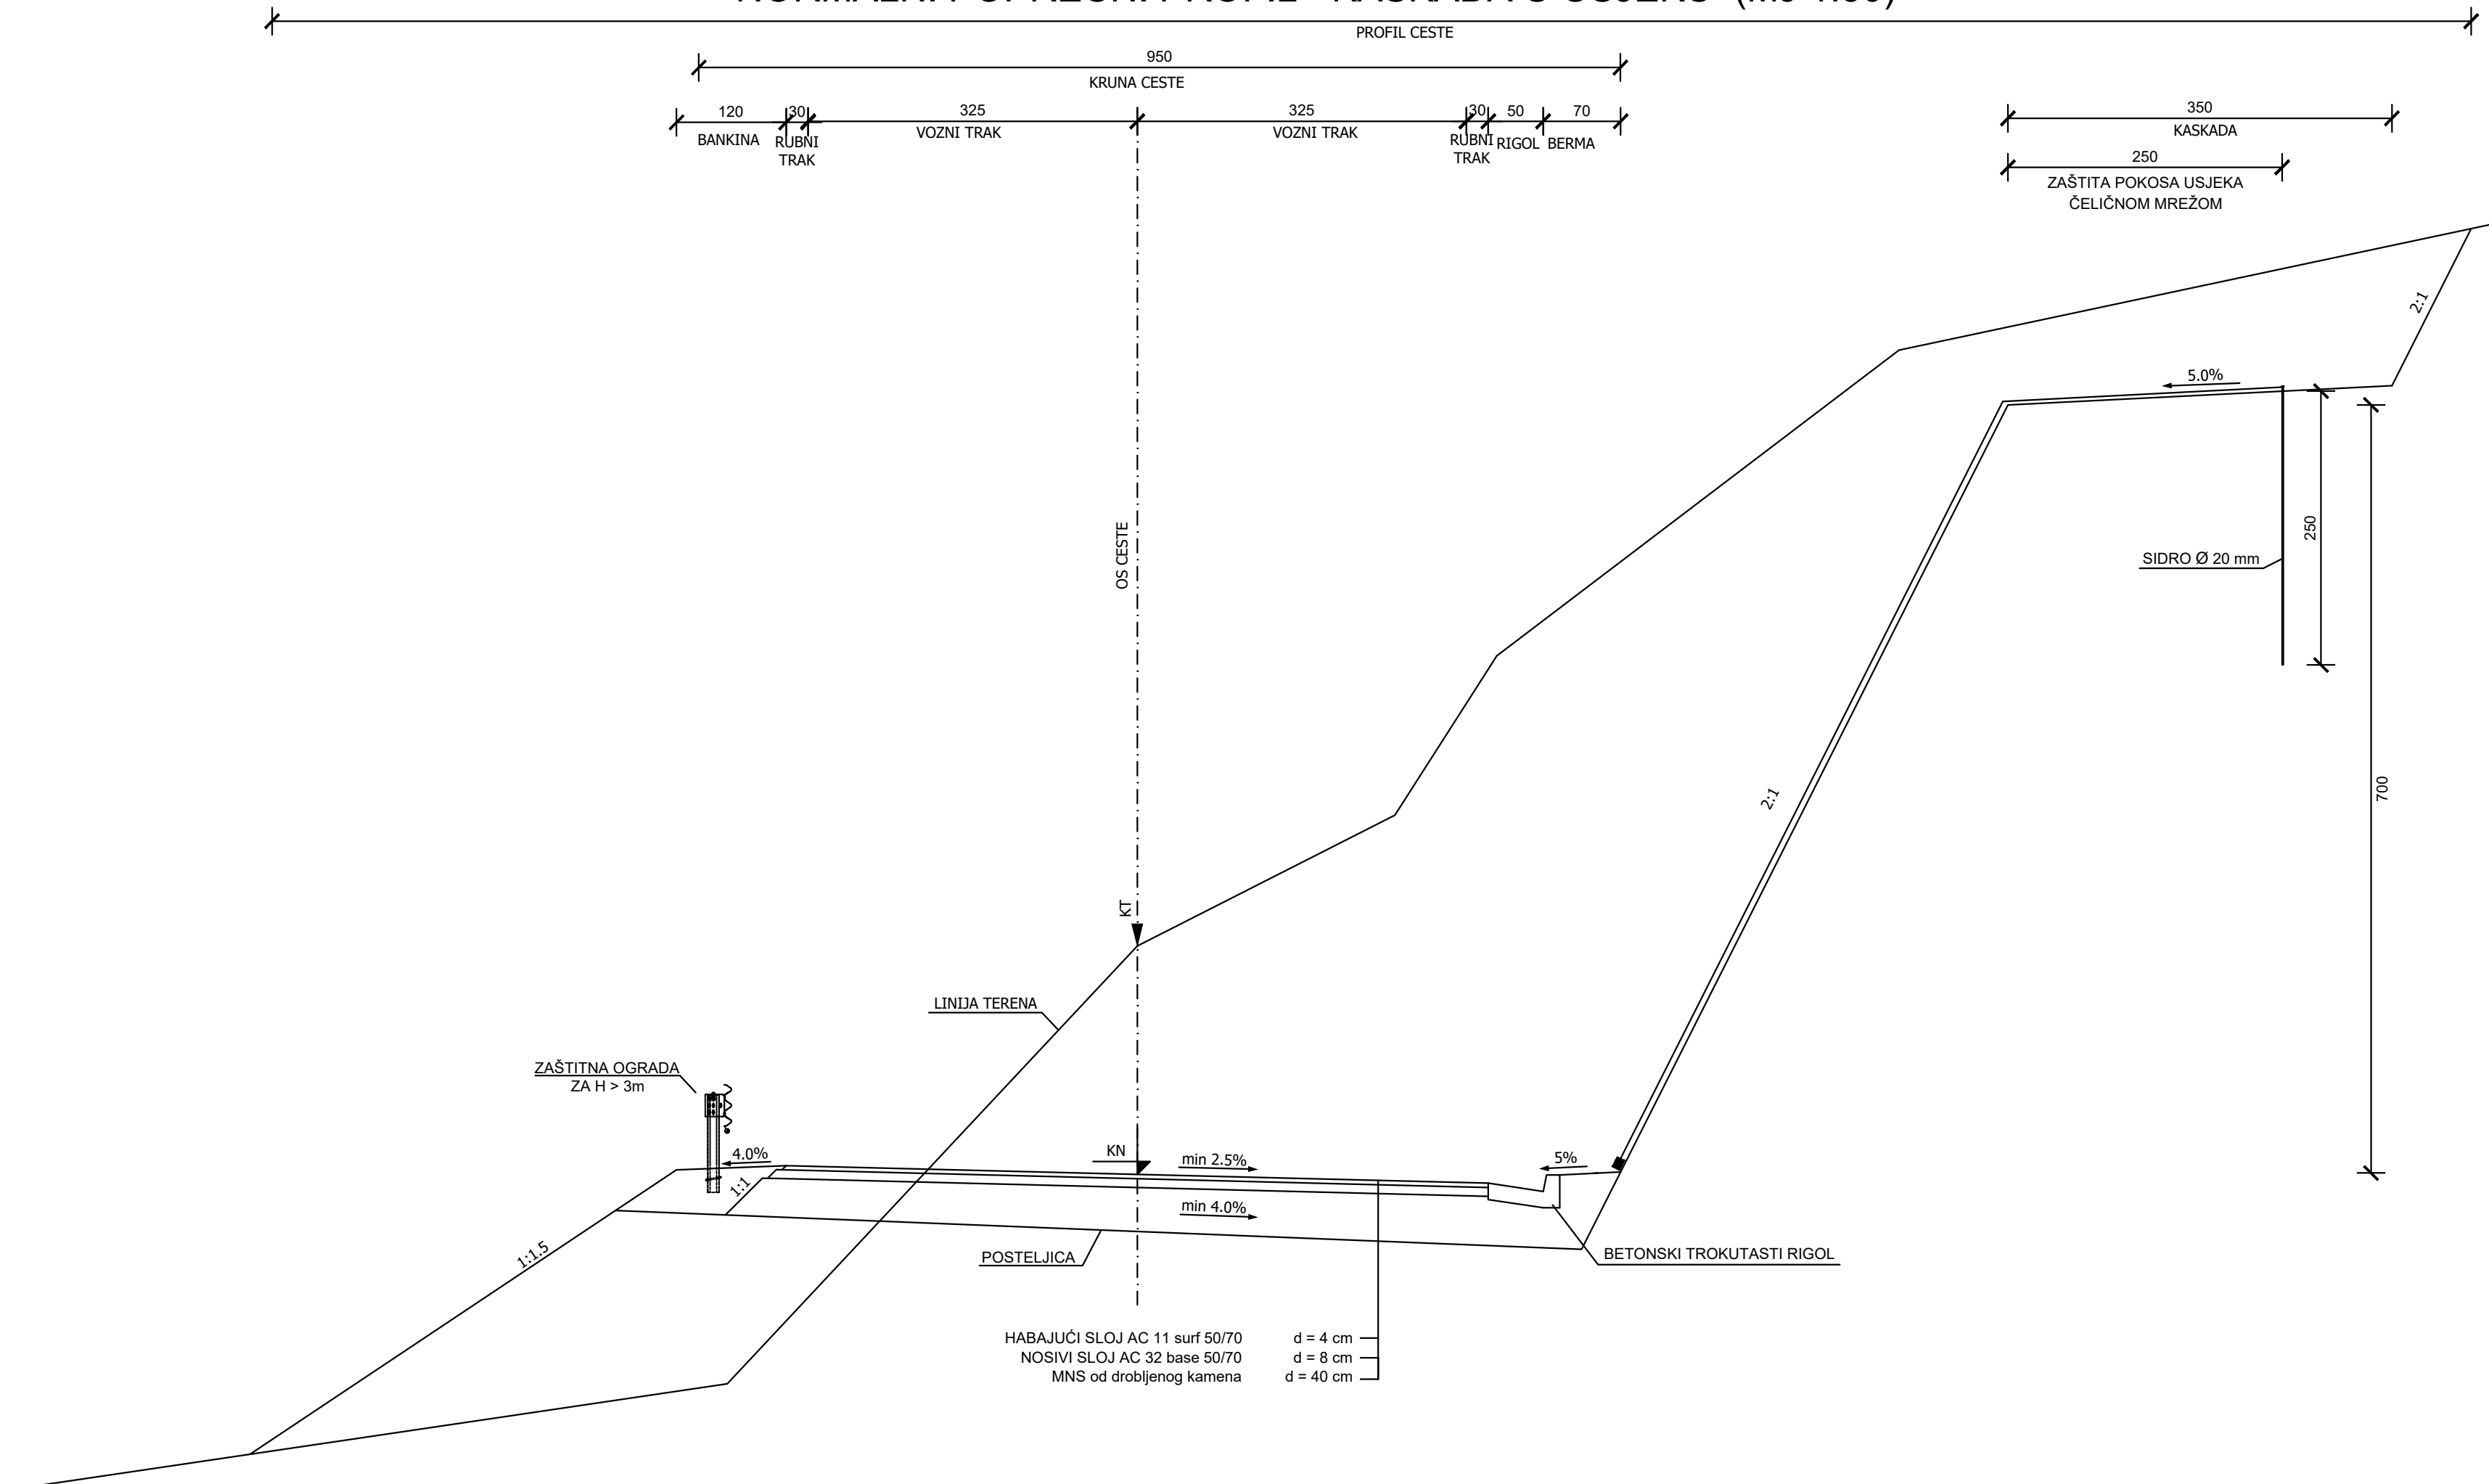 PROFIL CESTE
950
KRUNA CESTE
120
30
325
325
30
50
70
350
BANKINA
RUBNI
TRAK
VOZNI TRAK
VOZNI TRAK
RUBNI
TRAK
RIGOL
BERMA
KASKADA
250
ZAŠTITA POKOSA USJEKA
ČELIČNOM MREŽOM
2:1
5.0%
OS CESTE
250
SIDRO Ø 20 mm
700
2:1
KT
LINIJA TERENA
ZAŠTITNA OGRADA
ZA H > 3m
4.0%
KN
min 2.5%
5%
1:1
min 4.0%
1:1.5
POSTELJICA
BETONSKI TROKUTASTI RIGOL
HABAJUĆI SLOJ AC 11 surf 50/70 d = 4 cm
NOSIVI SLOJ AC 32 base 50/70 d = 8 cm
MNS od drobljenog kamena d = 40 cm